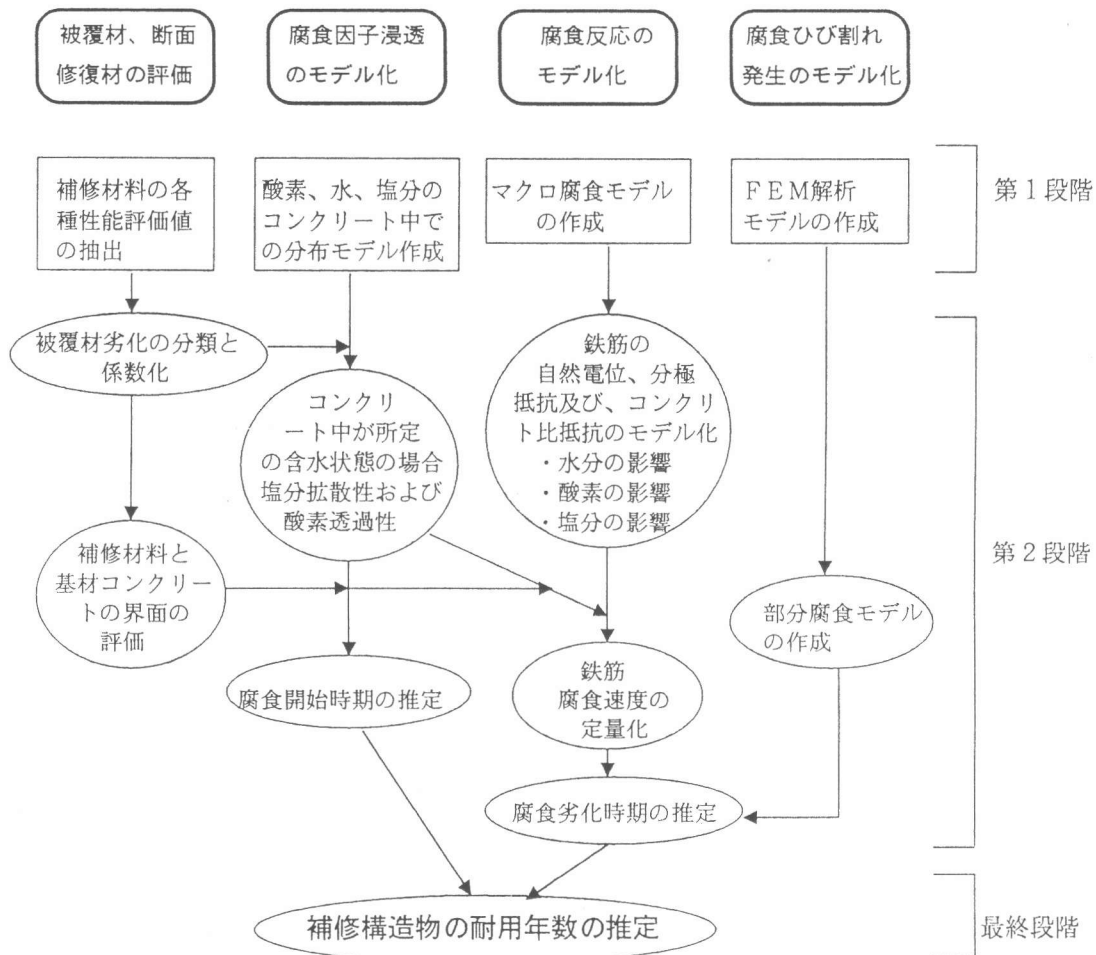 被覆材、断面
修復材の評価
腐食因子浸透
のモデル化
腐食反応の
モデル化
腐食ひび割れ
発生のモデル化
補修材料の各
種性能評価値
の抽出
酸素、水、塩分の
コンクリート中で
の分布モデル作成
マクロ腐食モデル
の作成
ＦＥＭ解析
モデルの作成
第１段階
被覆材劣化の分類と
係数化
コンクリ
ート中が所定
の含水状態の場合
塩分拡散性および
酸素透過性
鉄筋の
自然電位、分極
抵抗及び、コンクリ
ト比抵抗のモデル化
・水分の影響
・酸素の影響
・塩分の影響
第２段階
補修材料と
基材コンクリー
トの界面の
評価
部分腐食モデル
の作成
腐食開始時期の推定
鉄筋
腐食速度の
定量化
腐食劣化時期の推定
補修構造物の耐用年数の推定
最終段階